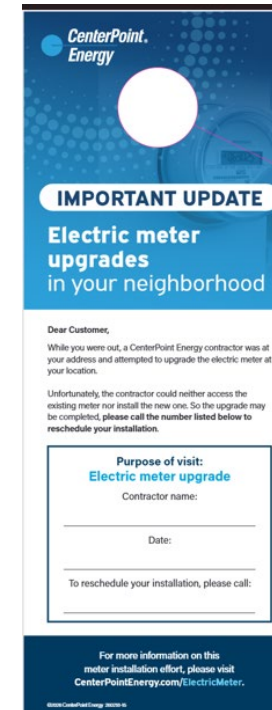 CenterPoint®
Energy
IMPORTANT UPDATE
Electric meter
upgrades
in your neighborhood
Dear Customer,
While you were out, a CenterPoint Energy contractor was at
your address and attempted to upgrade the electric meter at
your location.
Unfortunately, the contractor could neither access the
existing meter nor install the new one. So the upgrade may
be completed, please call the number listed below to
reschedule your installation.
Purpose of visit:
Electric meter upgrade
Contractor name:
Date:
To reschedule your installation, please call:
For more information on this
meter installation effort, please visit
CenterPointEnergy.com/ElectricMeter.
CenterPoint Energy